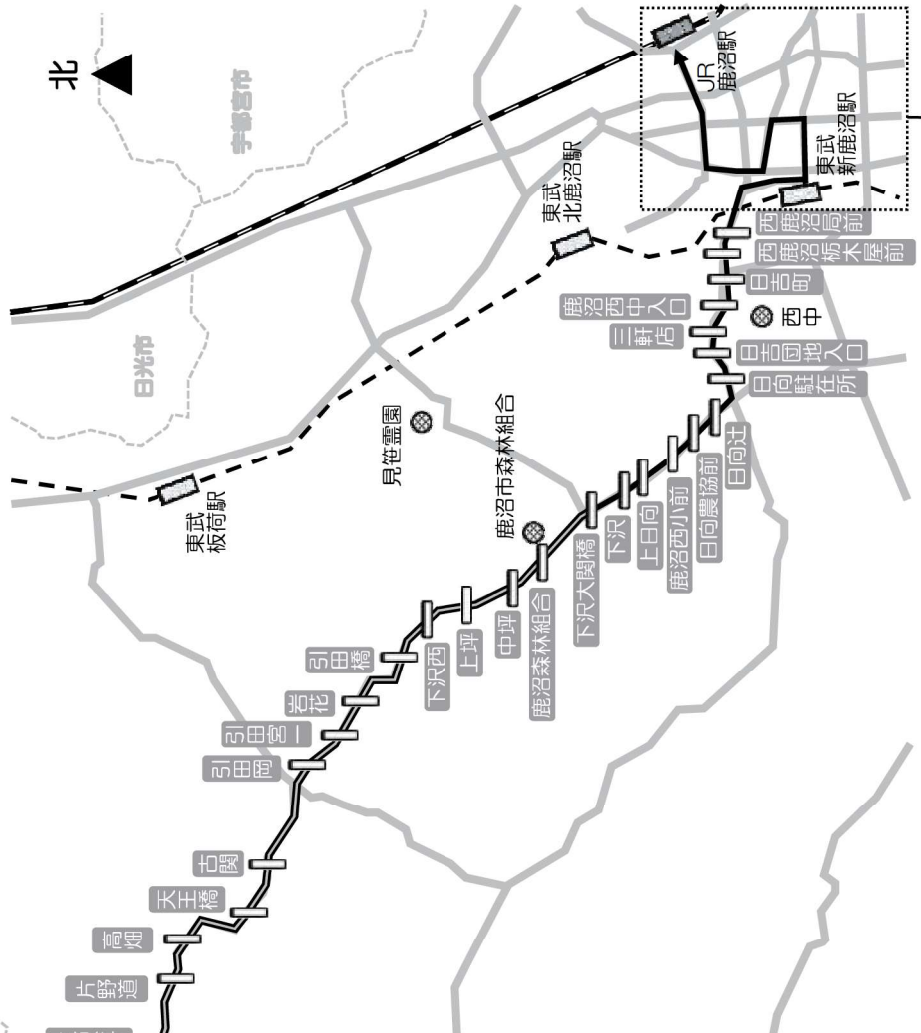 北
宇都宮市
日光市
JR
鹿沼駅
東武
新鹿沼駅
東武
北鹿沼駅
東武
板荷駅
見笹霊園
鹿沼市森林組合
西中
西鹿沼局前
西鹿沼栃木屋前
日吉町
鹿沼西中入口
三軒店
日吉団地入口
日向駐在所
日向辻
日向農協前
鹿沼西小前
上日向
下沢
下沢大関橋
鹿沼森林組合
中坪
上坪
下沢西
引田橋
岩花
引田宮一
引田岡
古関
天王橋
高畑
片野道